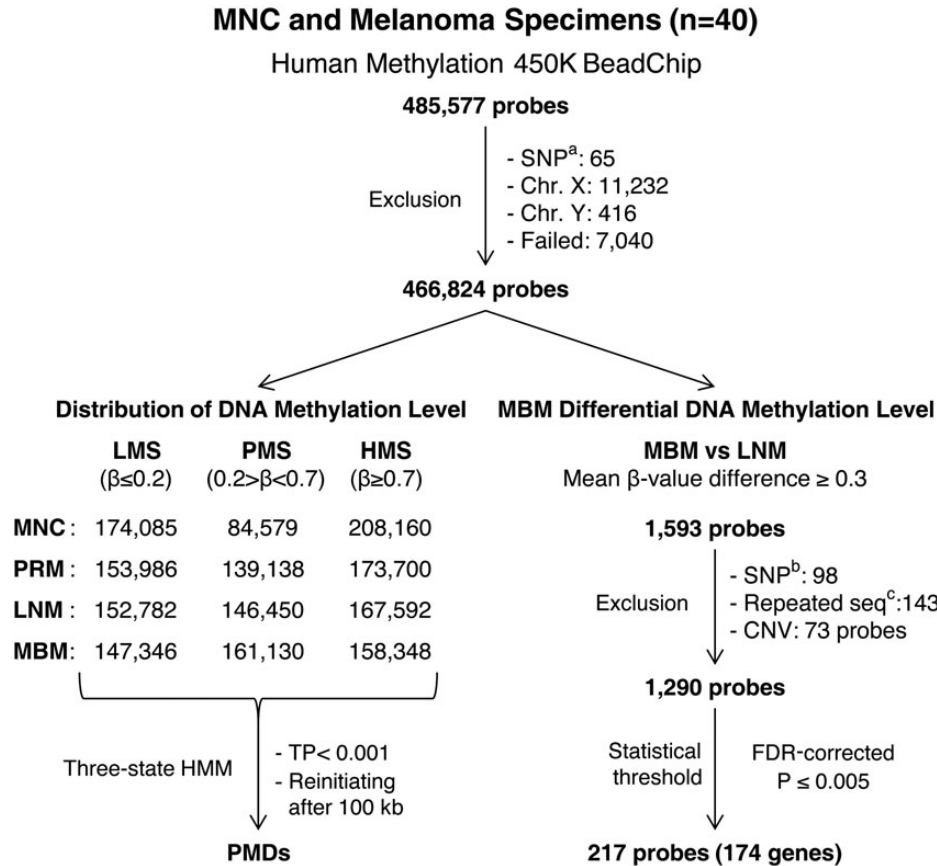 MNC and Melanoma Specimens (n=40)
Human Methylation 450K BeadChip
485,577 probes
Exclusion
- SNPa: 65
- Chr. X: 11,232
- Chr. Y: 416
- Failed: 7,040
466,824 probes
Distribution of DNA Methylation Level
LMS PMS HMS
(β≤0.2) (0.2>β<0.7) (β≥0.7)
MNC: 174,085 84,579 208,160
PRM: 153,986 139,138 173,700
LNM: 152,782 146,450 167,592
MBM: 147,346 161,130 158,348
Three-state HMM
- TP< 0.001
- Reinitiating
after 100 kb
PMDs
MBM Differential DNA Methylation Level
MBM vs LNM
Mean β-value difference ≥ 0.3
1,593 probes
Exclusion
- SNPb: 98
- Repeated seqc:143
- CNV: 73 probes
1,290 probes
Statistical
threshold
FDR-corrected
P ≤ 0.005
217 probes (174 genes)